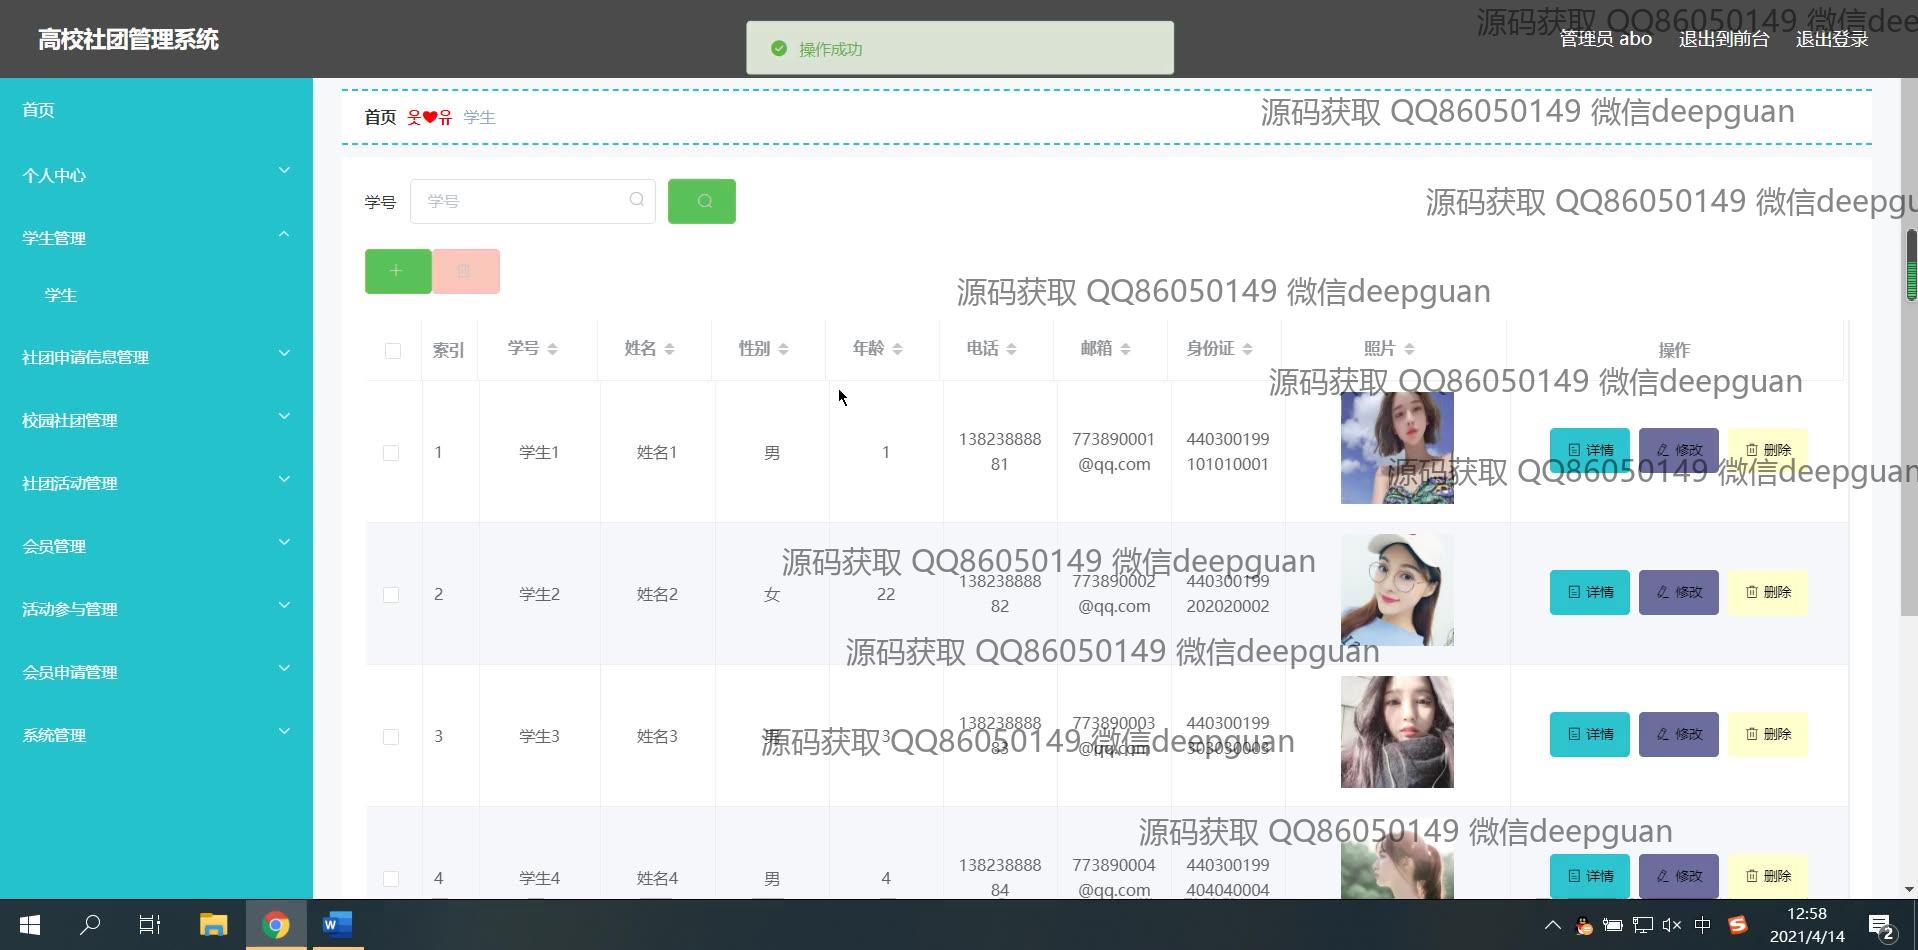 高校社团管理系统
操作成功
源码获取 QQ86050149 微信dee
管理员 abo
退出到前台
退出登录
首页
个人中心
学生管理
学生
社团申请信息管理
校园社团管理
社团活动管理
会员管理
活动参与管理
会员申请管理
系统管理
首页 웃❤유 学生
源码获取 QQ86050149 微信deepguan
学号 学号
源码获取 QQ86050149 微信deepgu
源码获取 QQ86050149 微信deepguan
索引 学号 姓名 性别 年龄 电话 邮箱 身份证 照片 操作
源码获取 QQ86050149 微信deepguan
1 学生1 姓名1 男 1 13823888881 773890001@qq.com 440300199101010001 详情 修改 删除
源码获取 QQ86050149 微信deepguan
源码获取 QQ86050149 微信deepguan
2 学生2 姓名2 女 22 13823888882 773890002@qq.com 440300199202020002 详情 修改 删除
源码获取 QQ86050149 微信deepguan
3 学生3 姓名3 3 13823888883 773890003@qq.com 440300199303030003 详情 修改 删除
源码获取 QQ86050149 微信deepguan
源码获取 QQ86050149 微信deepguan
4 学生4 姓名4 男 4 13823888884 773890004@qq.com 440300199404040004 详情 修改 删除
中
12:58
2021/4/14
2